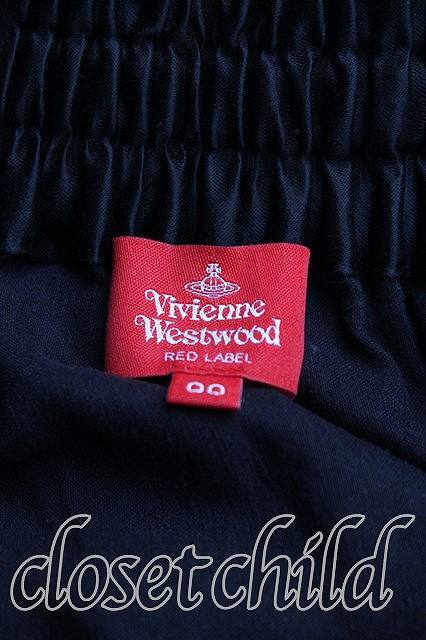 Vivienne
Westwood
RED LABEL
00
closet child